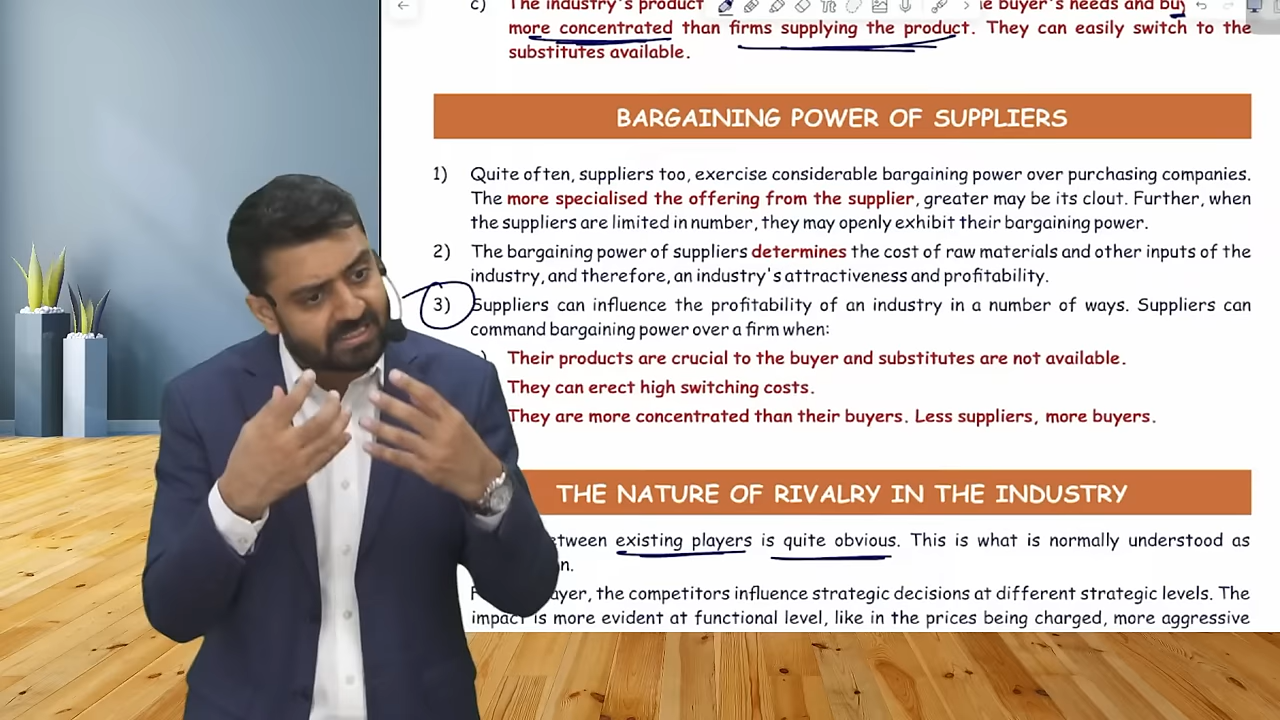 c) The industry's product
e buyer's needs and buy
more concentrated than firms supplying the product. They can easily switch to the
substitutes available.
BARGAINING POWER OF SUPPLIERS
1) Quite often, suppliers too, exercise considerable bargaining power over purchasing companies.
The more specialised the offering from the supplier, greater may be its clout. Further, when
the suppliers are limited in number, they may openly exhibit their bargaining power.
2) The bargaining power of suppliers determines the cost of raw materials and other inputs of the
industry, and therefore, an industry's attractiveness and profitability.
3) Suppliers can influence the profitability of an industry in a number of ways. Suppliers can
command bargaining power over a firm when:
) Their products are crucial to the buyer and substitutes are not available.
They can erect high switching costs.
They are more concentrated than their buyers. Less suppliers, more buyers.
THE NATURE OF RIVALRY IN THE INDUSTRY
etween existing players is quite obvious. This is what is normally understood as
n.
ayer, the competitors influence strategic decisions at different strategic levels. The
impact is more evident at functional level, like in the prices being charged, more aggressive